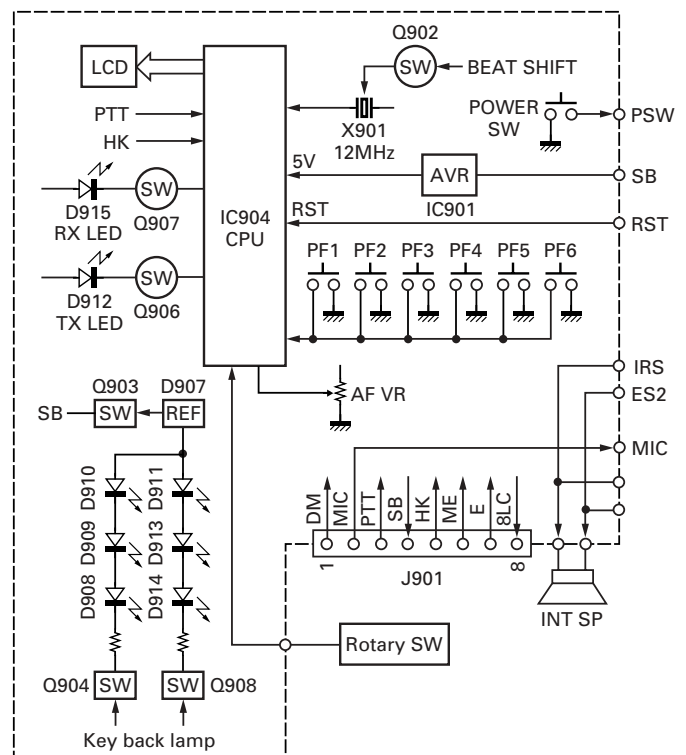 Q902
LCD
SW
BEAT SHIFT
PTT
HK
X901
12MHz
POWER
SW
PSW
5V
AVR
IC901
SB
D915
RX LED
SW
Q907
IC904
CPU
RST
RST
D912
TX LED
SW
Q906
PF1
PF2
PF3
PF4
PF5
PF6
IRS
ES2
AF VR
Q903
D907
SB
SW
REF
MIC
D910
D911
D909
D913
D908
D914
DM
MIC
PTT
SB
HK
ME
E
8LC
1
8
J901
INT SP
Rotary SW
Q904
SW
SW
Q908
Key back lamp